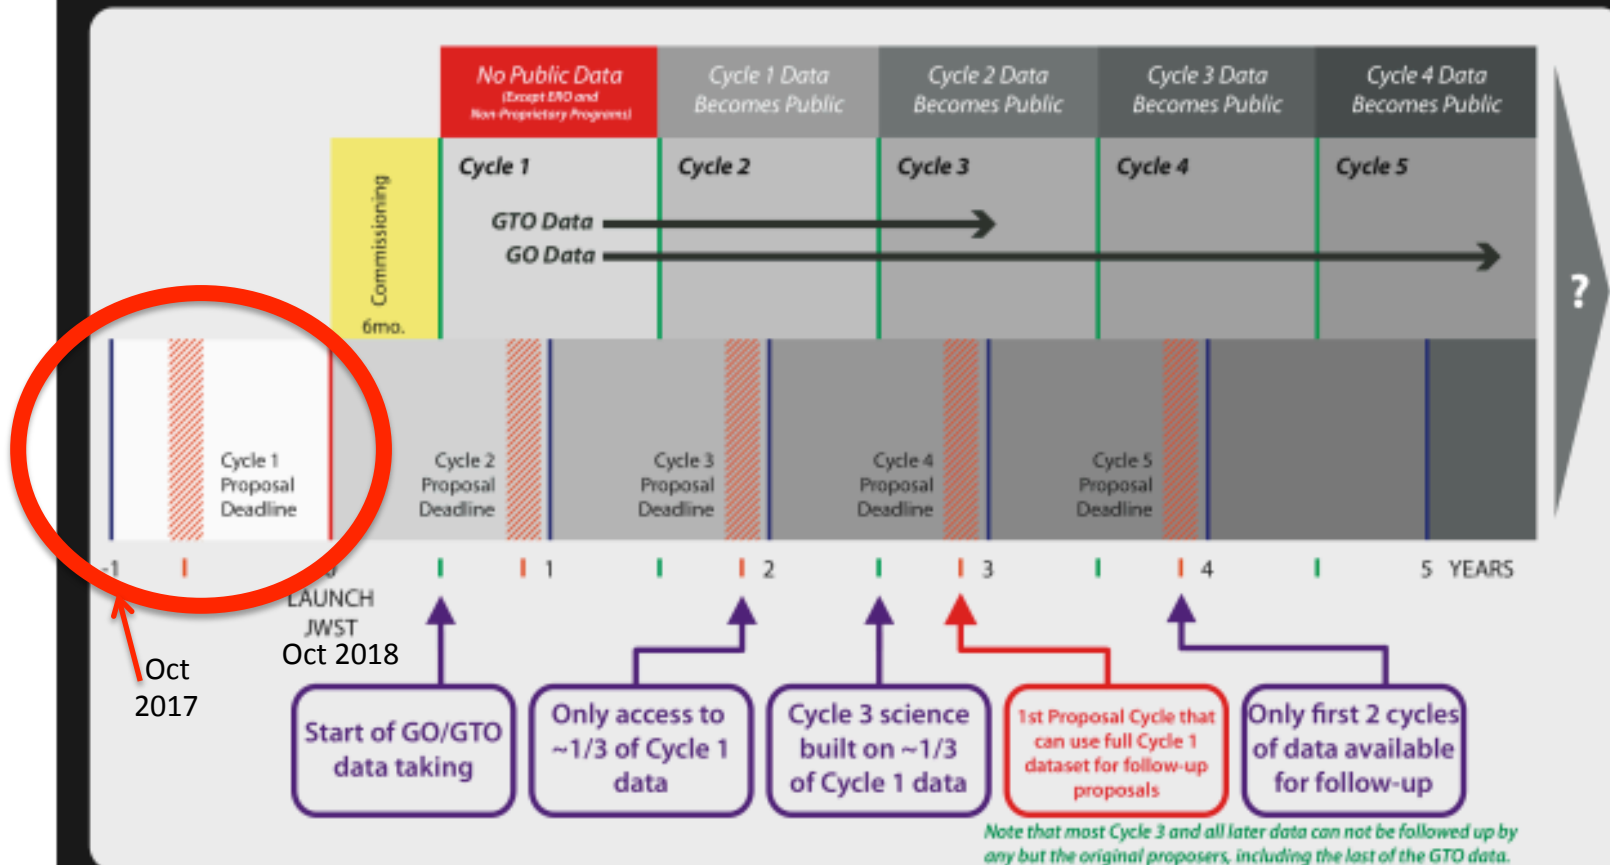 No Public Data
(Except ERO and
Non-Proprietary Programs)
Cycle 1 Data
Becomes Public
Cycle 2 Data
Becomes Public
Cycle 3 Data
Becomes Public
Cycle 4 Data
Becomes Public
Commissioning
6mo.
Cycle 1
Cycle 2
Cycle 3
Cycle 4
Cycle 5
GTO Data
GO Data
?
Cycle 1
Proposal
Deadline
Cycle 2
Proposal
Deadline
Cycle 3
Proposal
Deadline
Cycle 4
Proposal
Deadline
Cycle 5
Proposal
Deadline
-1
0
1
2
3
4
5 YEARS
LAUNCH
JWST
Oct 2018
Oct
2017
Start of GO/GTO
data taking
Only access to
~1/3 of Cycle 1
data
Cycle 3 science
built on ~1/3
of Cycle 1 data
1st Proposal Cycle that
can use full Cycle 1
dataset for follow-up
proposals
Only first 2 cycles
of data available
for follow-up
Note that most Cycle 3 and all later data can not be followed up by
any but the original proposers, including the last of the GTO data.